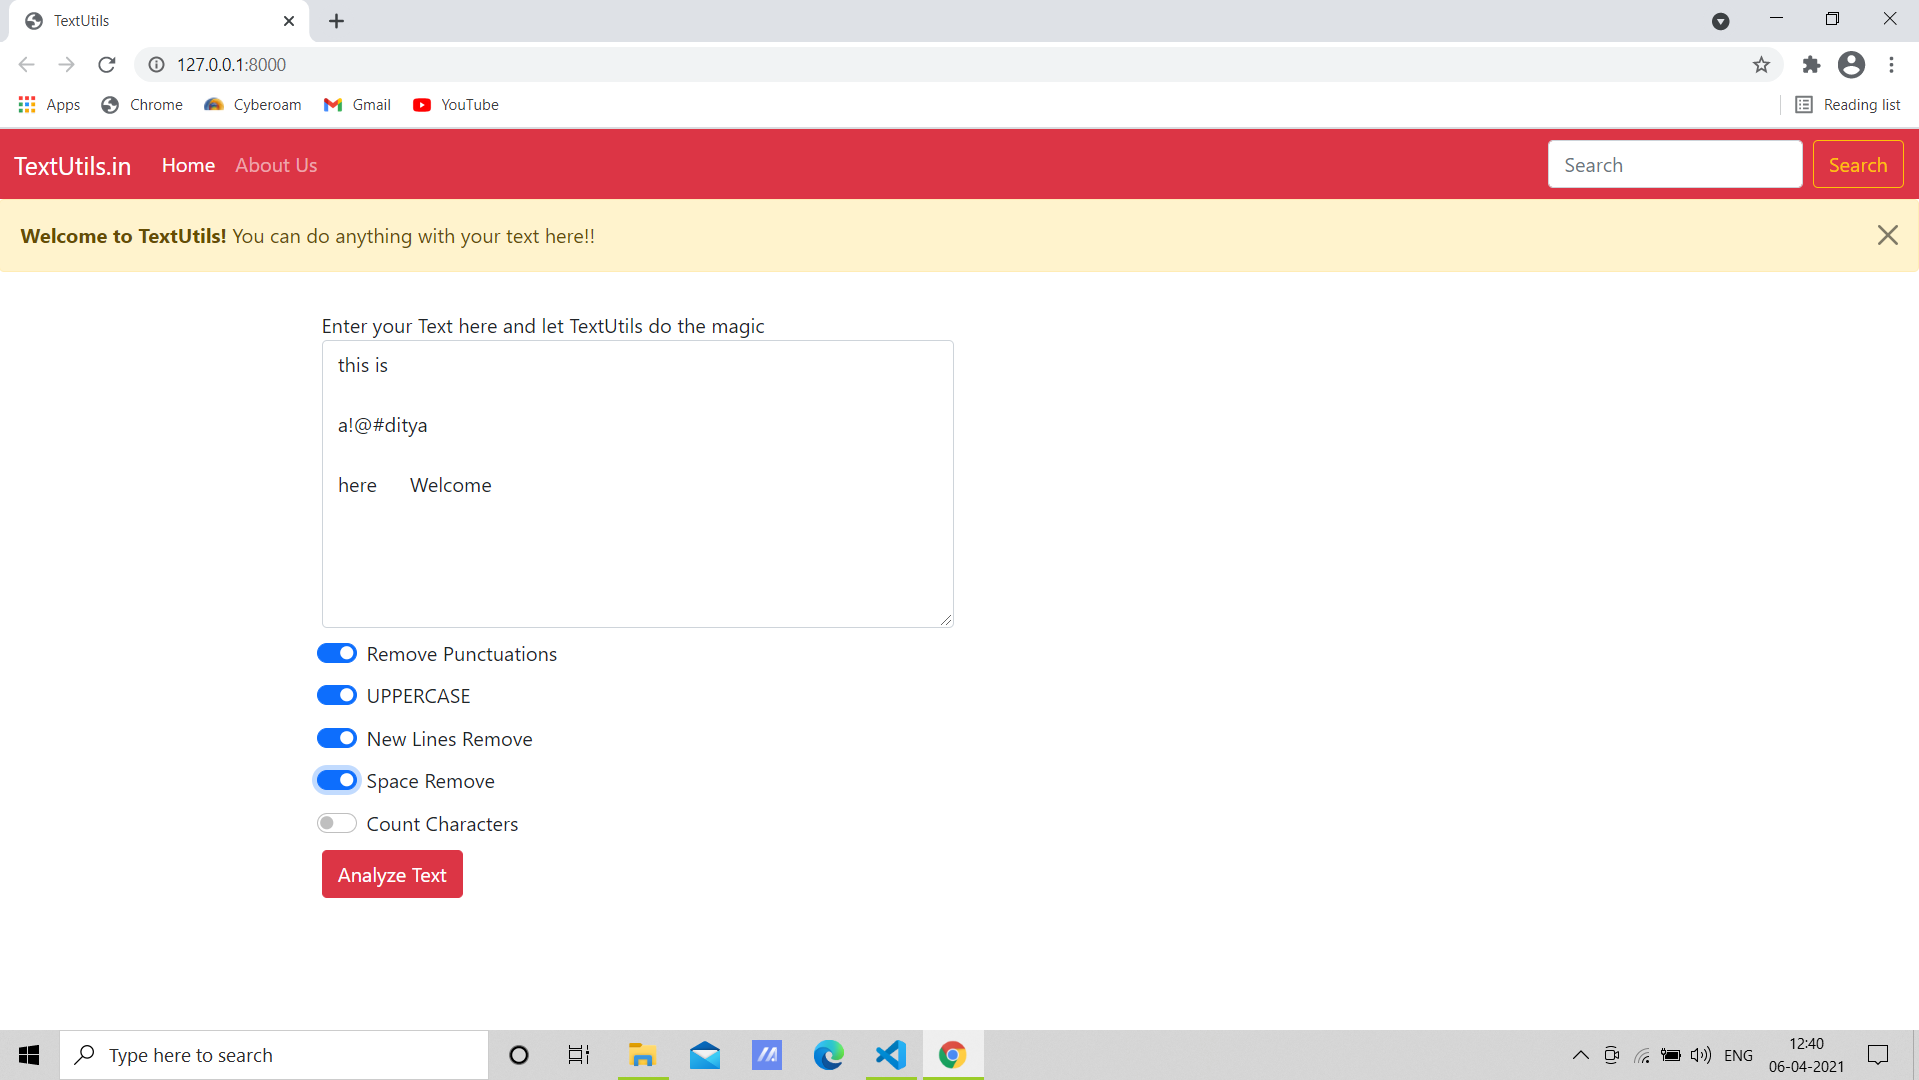 TextUtils
127.0.0.1:8000
Apps Chrome Cyberoam Gmail YouTube Reading list
TextUtils.in Home About Us Search Search
Welcome to TextUtils! You can do anything with your text here!!
Enter your Text here and let TextUtils do the magic
this is
a!@#ditya
here      Welcome
Remove Punctuations
UPPERCASE
New Lines Remove
Space Remove
Count Characters
Analyze Text
Type here to search
ENG
12:40
06-04-2021